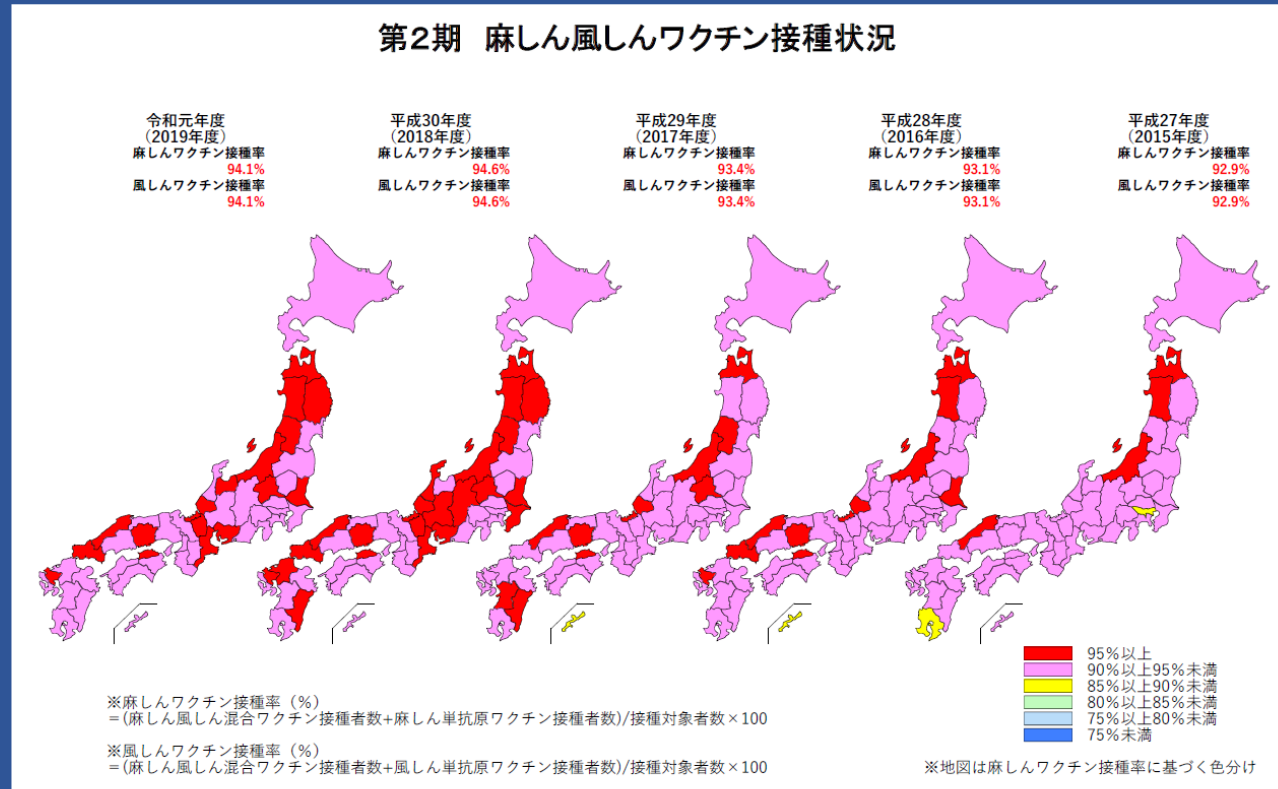 第2期 麻しん風しんワクチン接種状況
令和元年度
（2019年度）
麻しんワクチン接種率
94.1%
風しんワクチン接種率
94.1%
平成30年度
（2018年度）
麻しんワクチン接種率
94.6%
風しんワクチン接種率
94.6%
平成29年度
（2017年度）
麻しんワクチン接種率
93.4%
風しんワクチン接種率
93.4%
平成28年度
（2016年度）
麻しんワクチン接種率
93.1%
風しんワクチン接種率
93.1%
平成27年度
（2015年度）
麻しんワクチン接種率
92.9%
風しんワクチン接種率
92.9%
95％以上
90％以上95％未満
85％以上90％未満
80％以上85％未満
75％以上80％未満
75％未満
※麻しんワクチン接種率（%）
=(麻しん風しん混合ワクチン接種者数+麻しん単抗原ワクチン接種者数)/接種対象者数×100
※風しんワクチン接種率（%）
=(麻しん風しん混合ワクチン接種者数+風しん単抗原ワクチン接種者数)/接種対象者数×100
※地図は麻しんワクチン接種率に基づく色分け